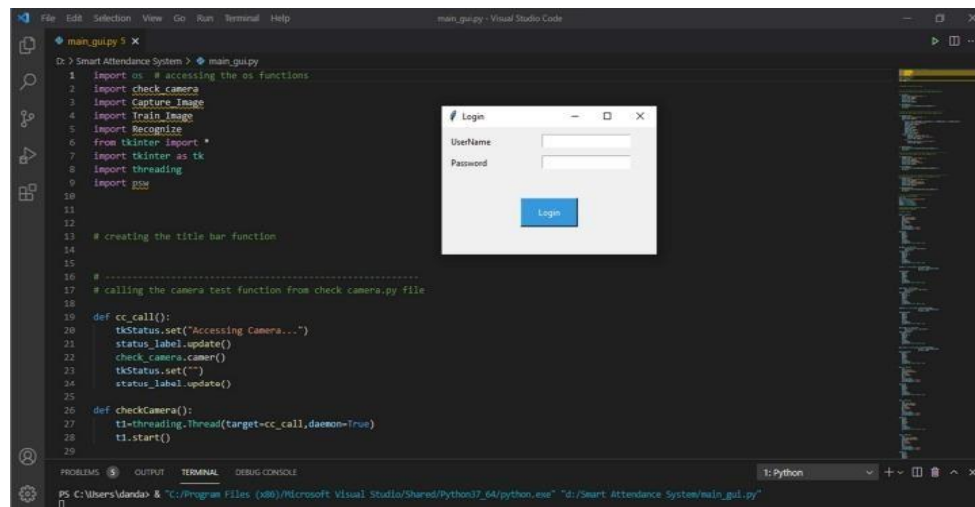 File Edit Selection View Go Run Terminal Help
main_gui.py - Visual Studio Code
main_gui.py 5 ×
D: > Smart Attendance System > main_gui.py
1 import os # accessing the os functions
2 import check_camera
3 import Capture_Image
4 import Train_Image
5 import Recognize
6 from tkinter import *
7 import tkinter as tk
8 import threading
9 import psw
10
11
12
13 # creating the title bar function
14
15
16 # ---------------------------------------------------------
17 # calling the camera test function from check camera.py file
18
19 def cc_call():
20 tkStatus.set("Accessing Camera...")
21 status_label.update()
22 check_camera.camer()
23 tkStatus.set("")
24 status_label.update()
25
26 def checkCamera():
27 t1=threading.Thread(target=cc_call,daemon=True)
28 t1.start()
29
Login
UserName
Password
Login
PROBLEMS 5 OUTPUT TERMINAL DEBUG CONSOLE
1: Python
PS C:\Users\danda> & "C:/Program Files (x86)/Microsoft Visual Studio/Shared/Python37_64/python.exe" "d:/Smart Attendance System/main_gui.py"